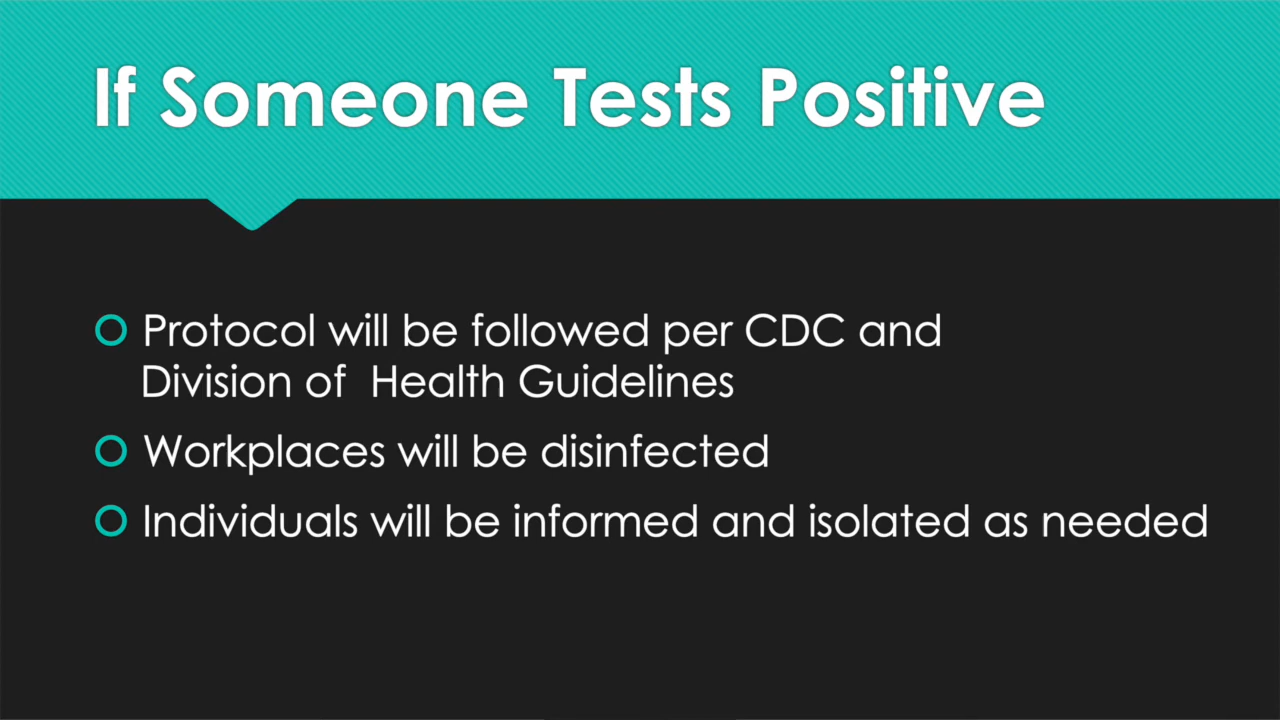 If Someone Tests Positive
Protocol will be followed per CDC and
Division of  Health Guidelines
Workplaces will be disinfected
Individuals will be informed and isolated as needed